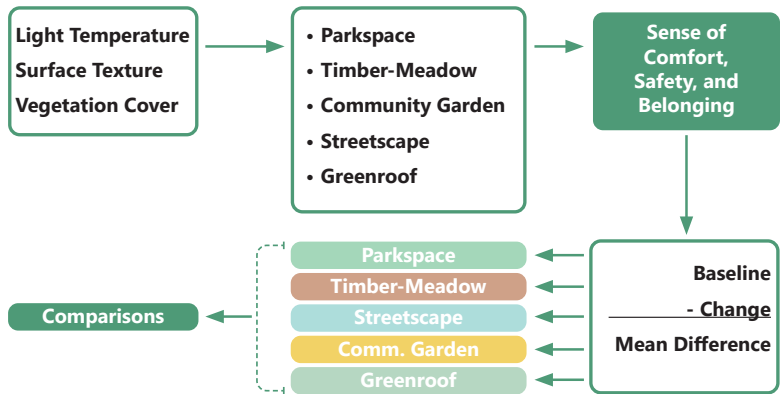 Light Temperature
Surface Texture
Vegetation Cover
• Parkspace
• Timber-Meadow
• Community Garden
• Streetscape
• Greenroof
Sense of
Comfort,
Safety, and
Belonging
Baseline
- Change
Mean Difference
Parkspace
Timber-Meadow
Streetscape
Comm. Garden
Greenroof
Comparisons